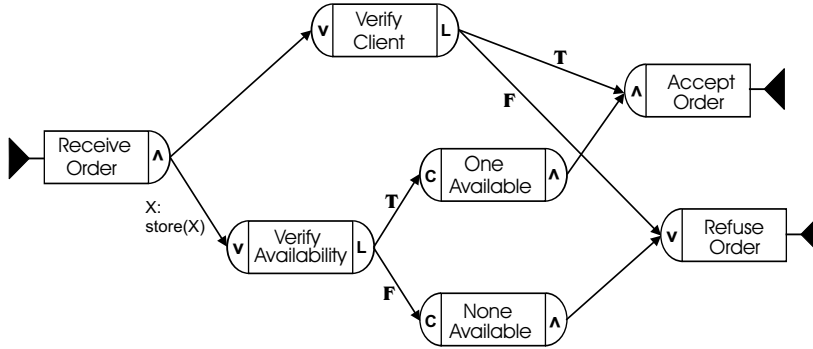 v
Verify
Client
L
T
F
ʌ
Accept
Order
Receive
Order
ʌ
X:
store(X)
C
One
Available
ʌ
T
v
Verify
Availability
L
F
v
Refuse
Order
C
None
Available
ʌ